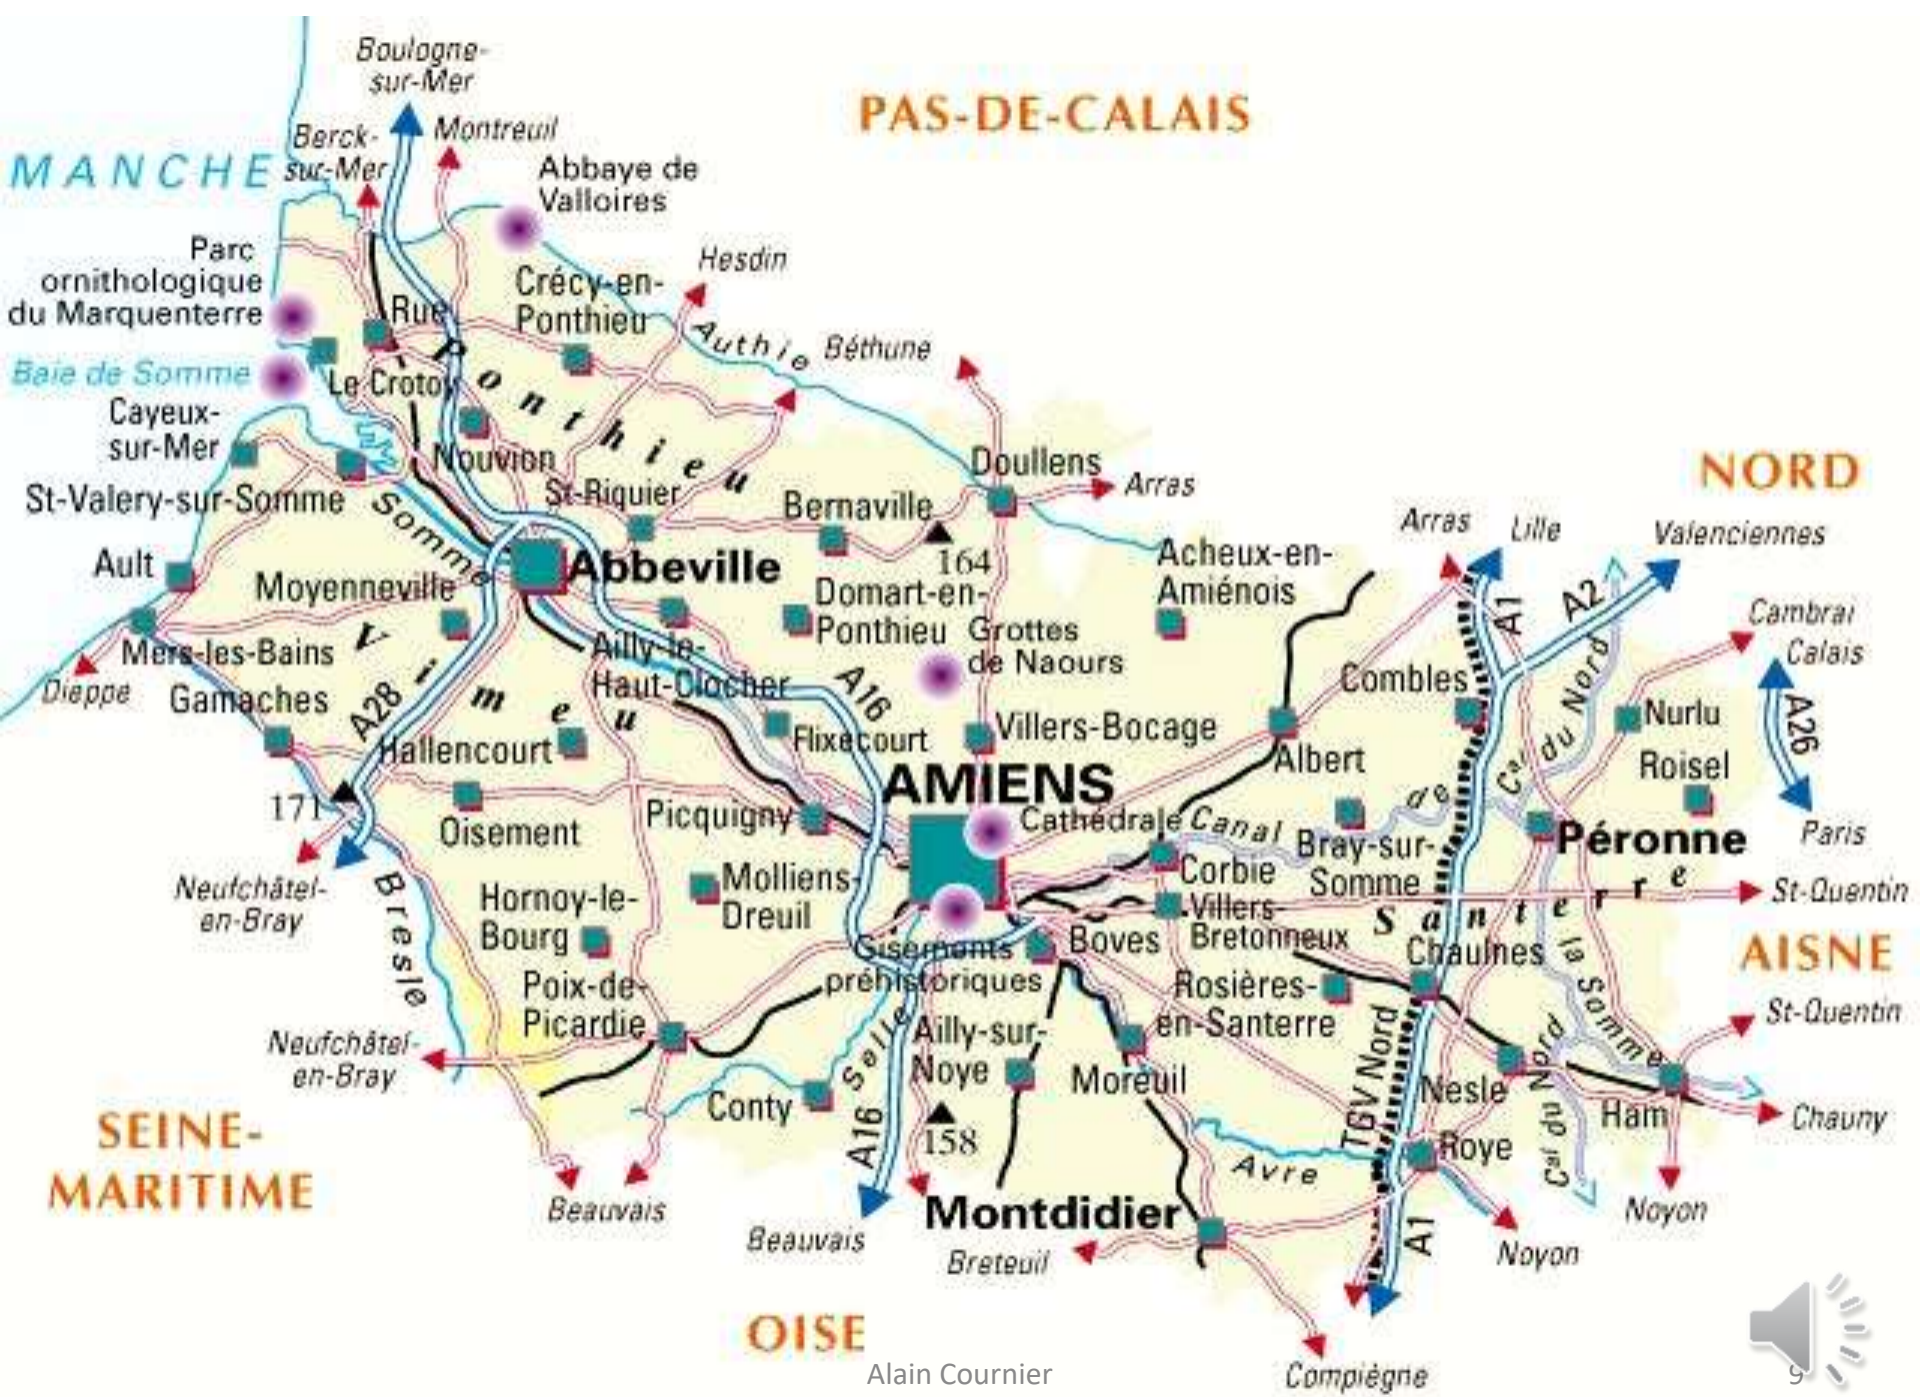 Boulogne-
sur-Mer
PAS-DE-CALAIS
Berck-
sur-Mer
Montreuil
MANCHE
Abbaye de
Valloires
Parc
ornithologique
du Marquenterre
Hesdin
Crécy-en-
Ponthieu
Rue
Authie
Béthune
Baie de Somme
Le Crotoy
Ponthieu
Cayeux-
sur-Mer
Nouvion
Doullens
NORD
St-Valery-sur-Somme
St-Riquier
Bernaville
Arras
Somme
Arras
Lille
Valenciennes
Ault
Moyenneville
Abbeville
164
Acheux-en-
Amiénois
Domart-en-
Ponthieu
A1
A2
Cambrai
Mers-les-Bains
Vimeu
Ailly-le-
Haut-Clocher
Grottes
de Naours
Calais
Dieppe
Gamaches
A28
A16
Combles
Cal du Nord
Nurlu
A26
Hallencourt
Flixecourt
Villers-Bocage
Albert
Roisel
171
AMIENS
Oisement
Picquigny
Cathédrale
Canal de la Somme
Bray-sur-
Somme
Péronne
Paris
Neufchâtel-
en-Bray
Bresle
Hornoy-le-
Bourg
Molliens-
Dreuil
Corbie
Villers-
Bretonneux
Santerre
St-Quentin
Gisements
préhistoriques
Boves
Chaulnes
AISNE
Poix-de-
Picardie
Rosières-
en-Santerre
St-Quentin
Neufchâtel-
en-Bray
Selle
Ailly-sur-
Noye
Moreuil
TGV Nord
Nesle
Cal du Nord
Ham
Chauny
SEINE-
MARITIME
Conty
A16
158
Avre
Roye
Beauvais
Beauvais
Montdidier
Breteuil
A1
Noyon
Noyon
OISE
Compiègne
Alain Cournier
9